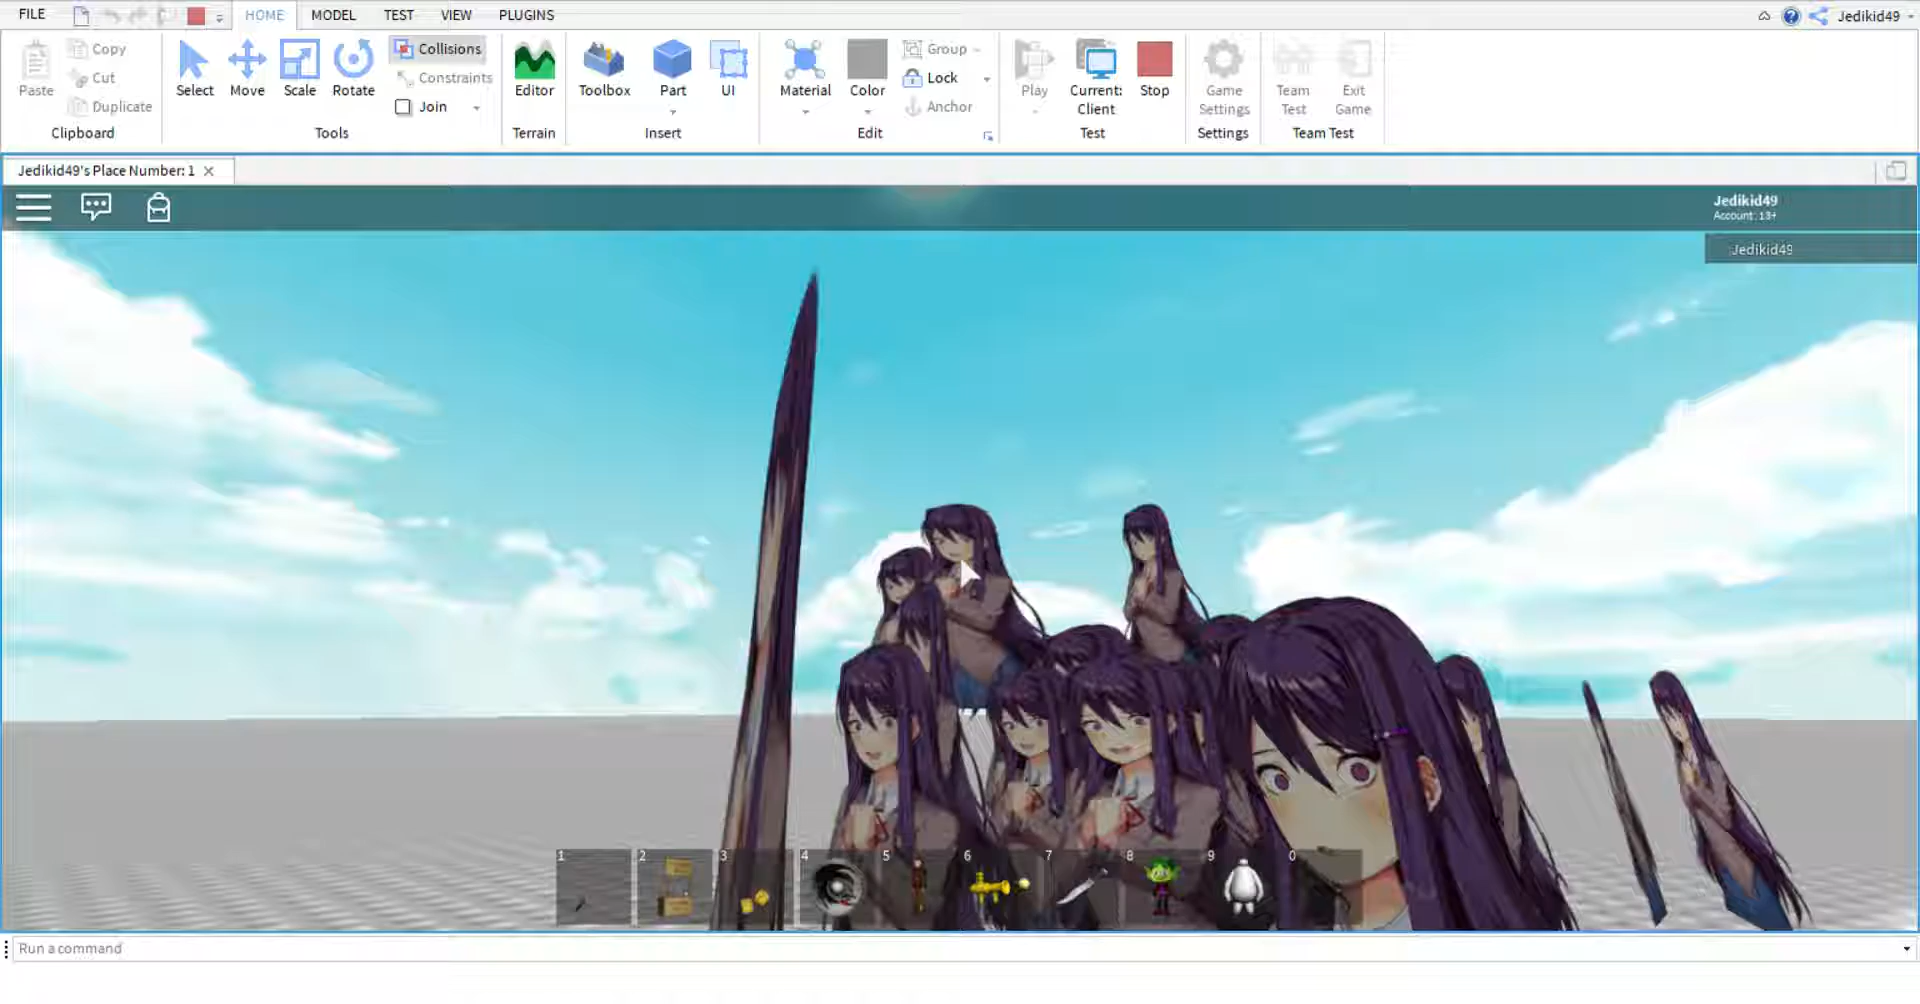 FILE HOME MODEL TEST VIEW PLUGINS Jedikid49
Paste Copy Cut Duplicate
Select Move Scale Rotate
Collisions
Constraints
Join
Editor Toolbox Part UI Material Color
Group
Lock
Anchor
Play Current: Client Stop
Game Settings
Team Test
Exit Game
Clipboard Tools Terrain Insert Edit Test Settings Team Test
Jedikid49's Place Number: 1
Jedikid49
Account: 13+
Jedikid49
1 2 3 4 5 6 7 8 9 0
Run a command